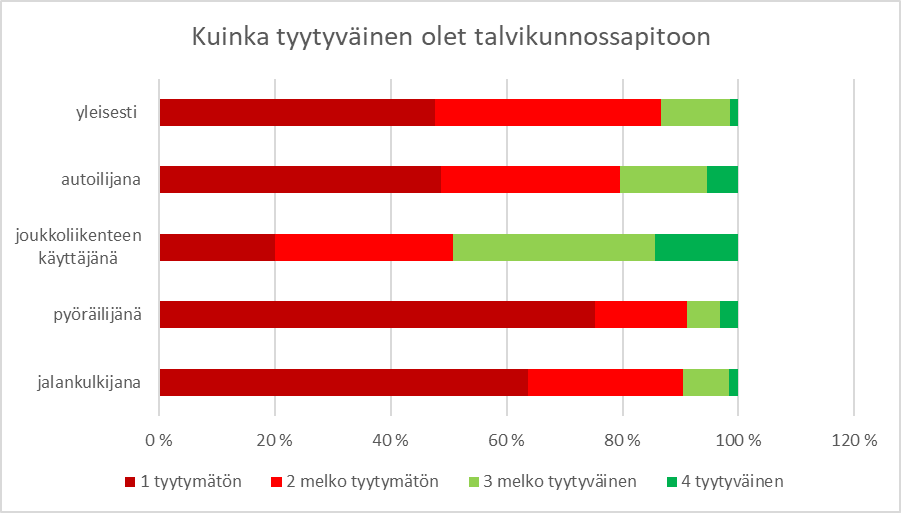 Kuinka tyytyväinen olet talvikunnossapitoon
yleisesti
autoilijana
joukkoliikenteen
käyttäjänä
pyöräilijänä
jalankulkijana
0 % 20 % 40 % 60 % 80 % 100 % 120 %
1 tyytymätön 2 melko tyytymätön 3 melko tyytyväinen 4 tyytyväinen